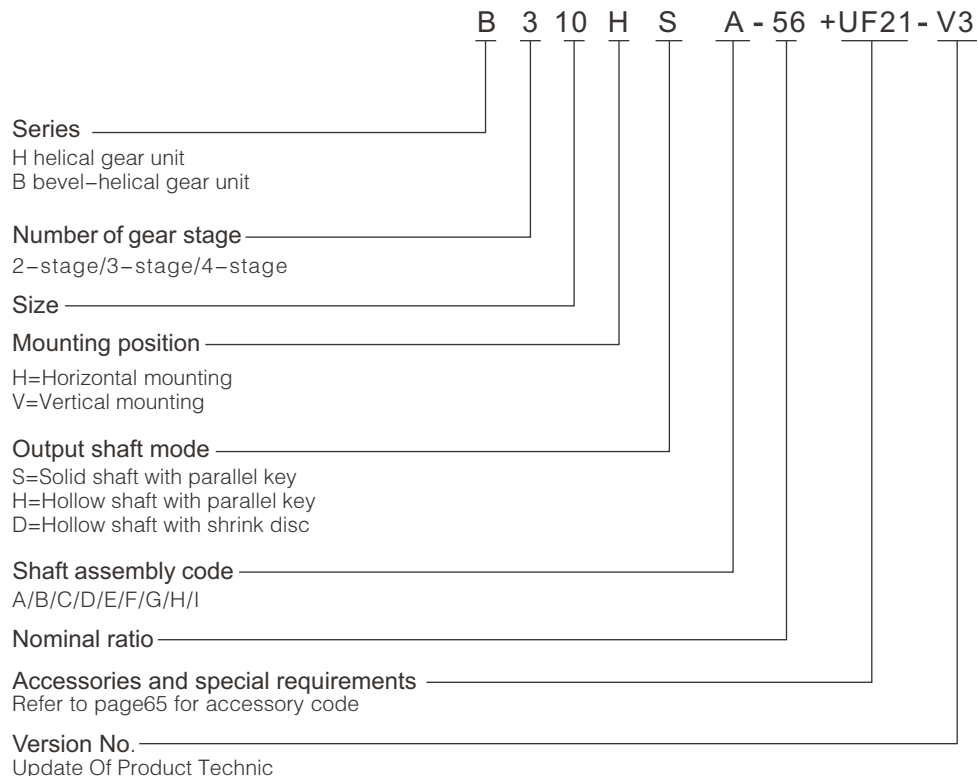 B 3 10 H S A - 56 +UF21 - V3
Series
H helical gear unit
B bevel-helical gear unit
Number of gear stage
2-stage/3-stage/4-stage
Size
Mounting position
H=Horizontal mounting
V=Vertical mounting
Output shaft mode
S=Solid shaft with parallel key
H=Hollow shaft with parallel key
D=Hollow shaft with shrink disc
Shaft assembly code
A/B/C/D/E/F/G/H/I
Nominal ratio
Accessories and special requirements
Refer to page65 for accessory code
Version No.
Update Of Product Technic